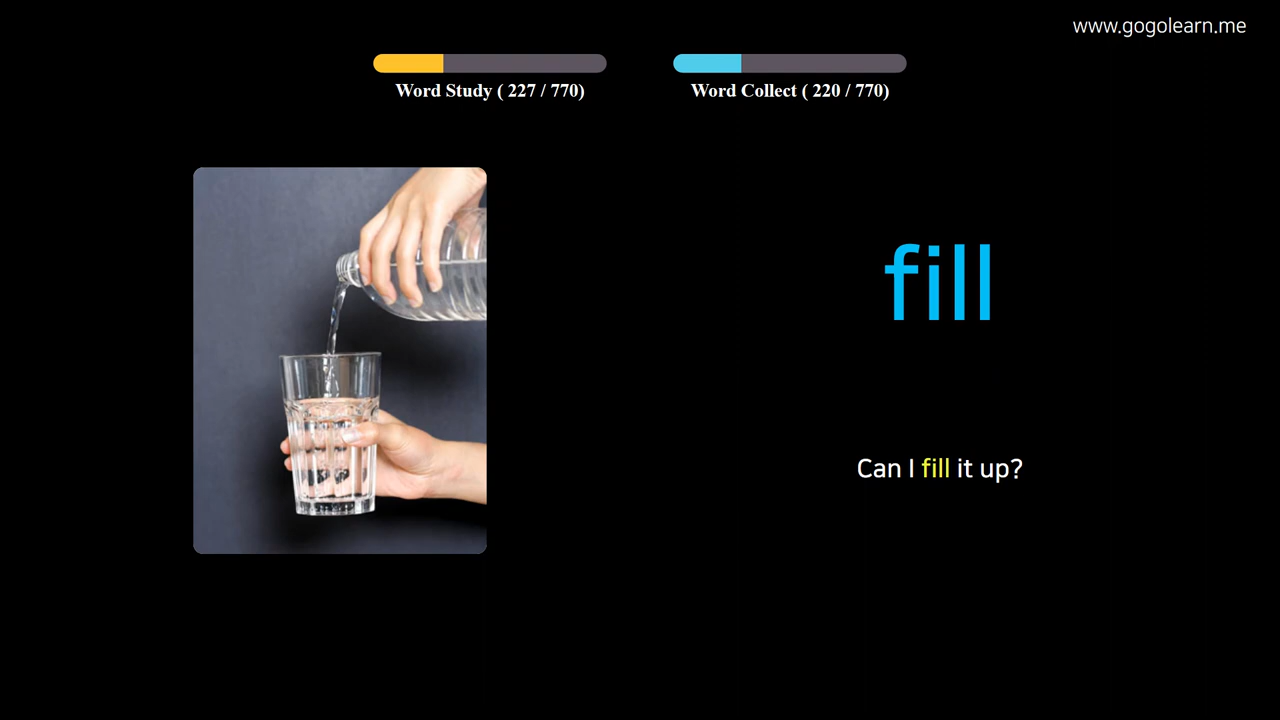 www.gogolearn.me
Word Study ( 227 / 770)
Word Collect ( 220 / 770)
fill
Can I fill it up?